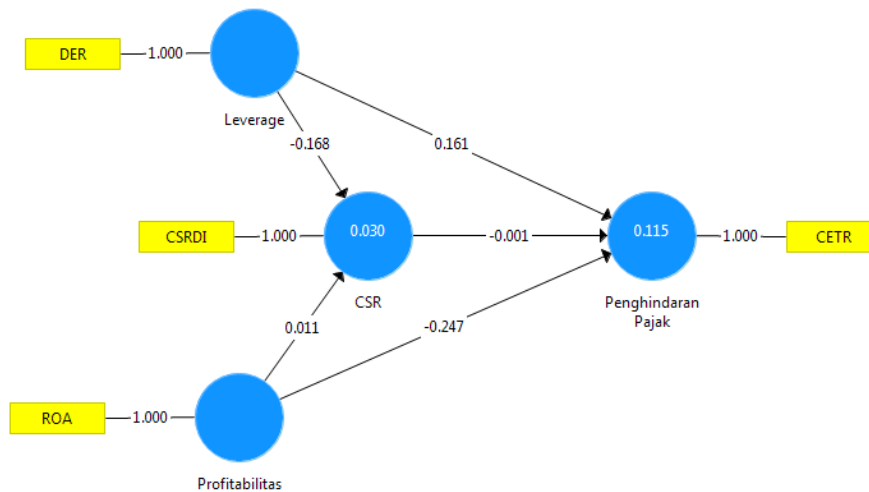 DER
1.000
Leverage
-0.168
0.161
CSRDI
1.000
0.030
-0.001
0.115
1.000
CETR
CSR
Penghindaran
Pajak
0.011
-0.247
ROA
1.000
Profitabilitas